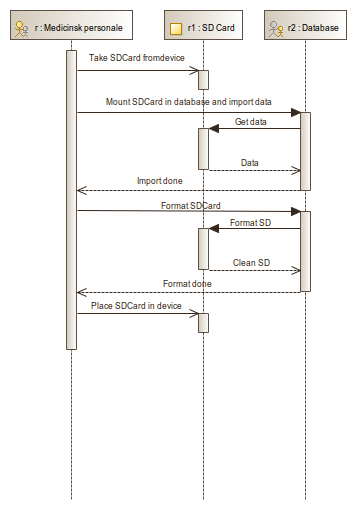 r : Medicinsk personale
r1 : SD Card
r2 : Database
Take SDCard fromdevice
Mount SDCard in database and import data
Get data
Data
Import done
Format SDCard
Format SD
Clean SD
Format done
Place SDCard in device